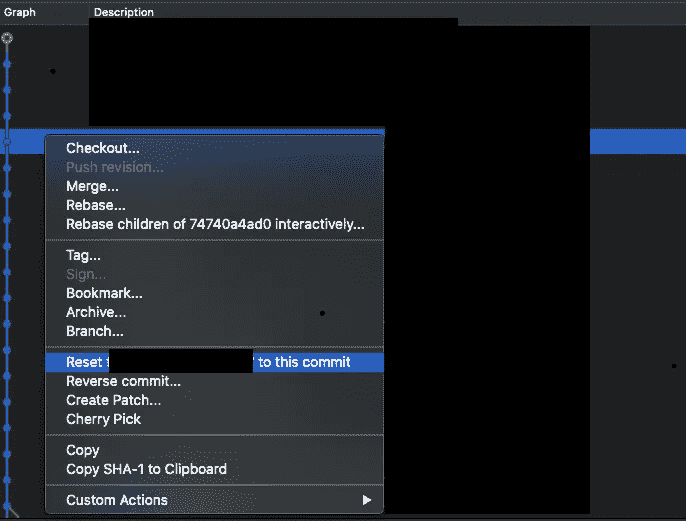 Graph Description
Checkout...
Push revision...
Merge...
Rebase...
Rebase children of 74740a4ad0 interactively...
Tag...
Sign...
Bookmark...
Archive...
Branch...
Reset to this commit
Reverse commit...
Create Patch...
Cherry Pick
Copy
Copy SHA-1 to Clipboard
Custom Actions